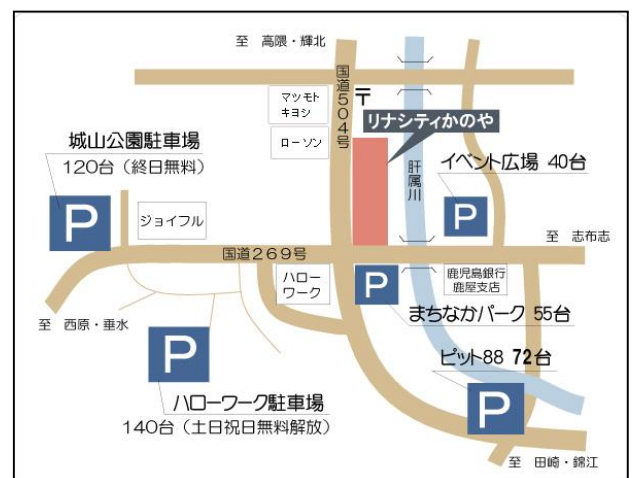 至 高隈・輝北
国道504号
〒
マツモト
キヨシ
ローソン
リナシティかのや
城山公園駐車場
120台（終日無料）
P
ジョイフル
肝属川
イベント広場 40台
P
至 志布志
国道269号
ハロー
ワーク
P
鹿児島銀行
鹿屋支店
まちなかパーク 55台
至 西原・垂水
P
ハローワーク駐車場
140台（土日祝日無料解放）
ピット88 72台
P
至 田崎・錦江